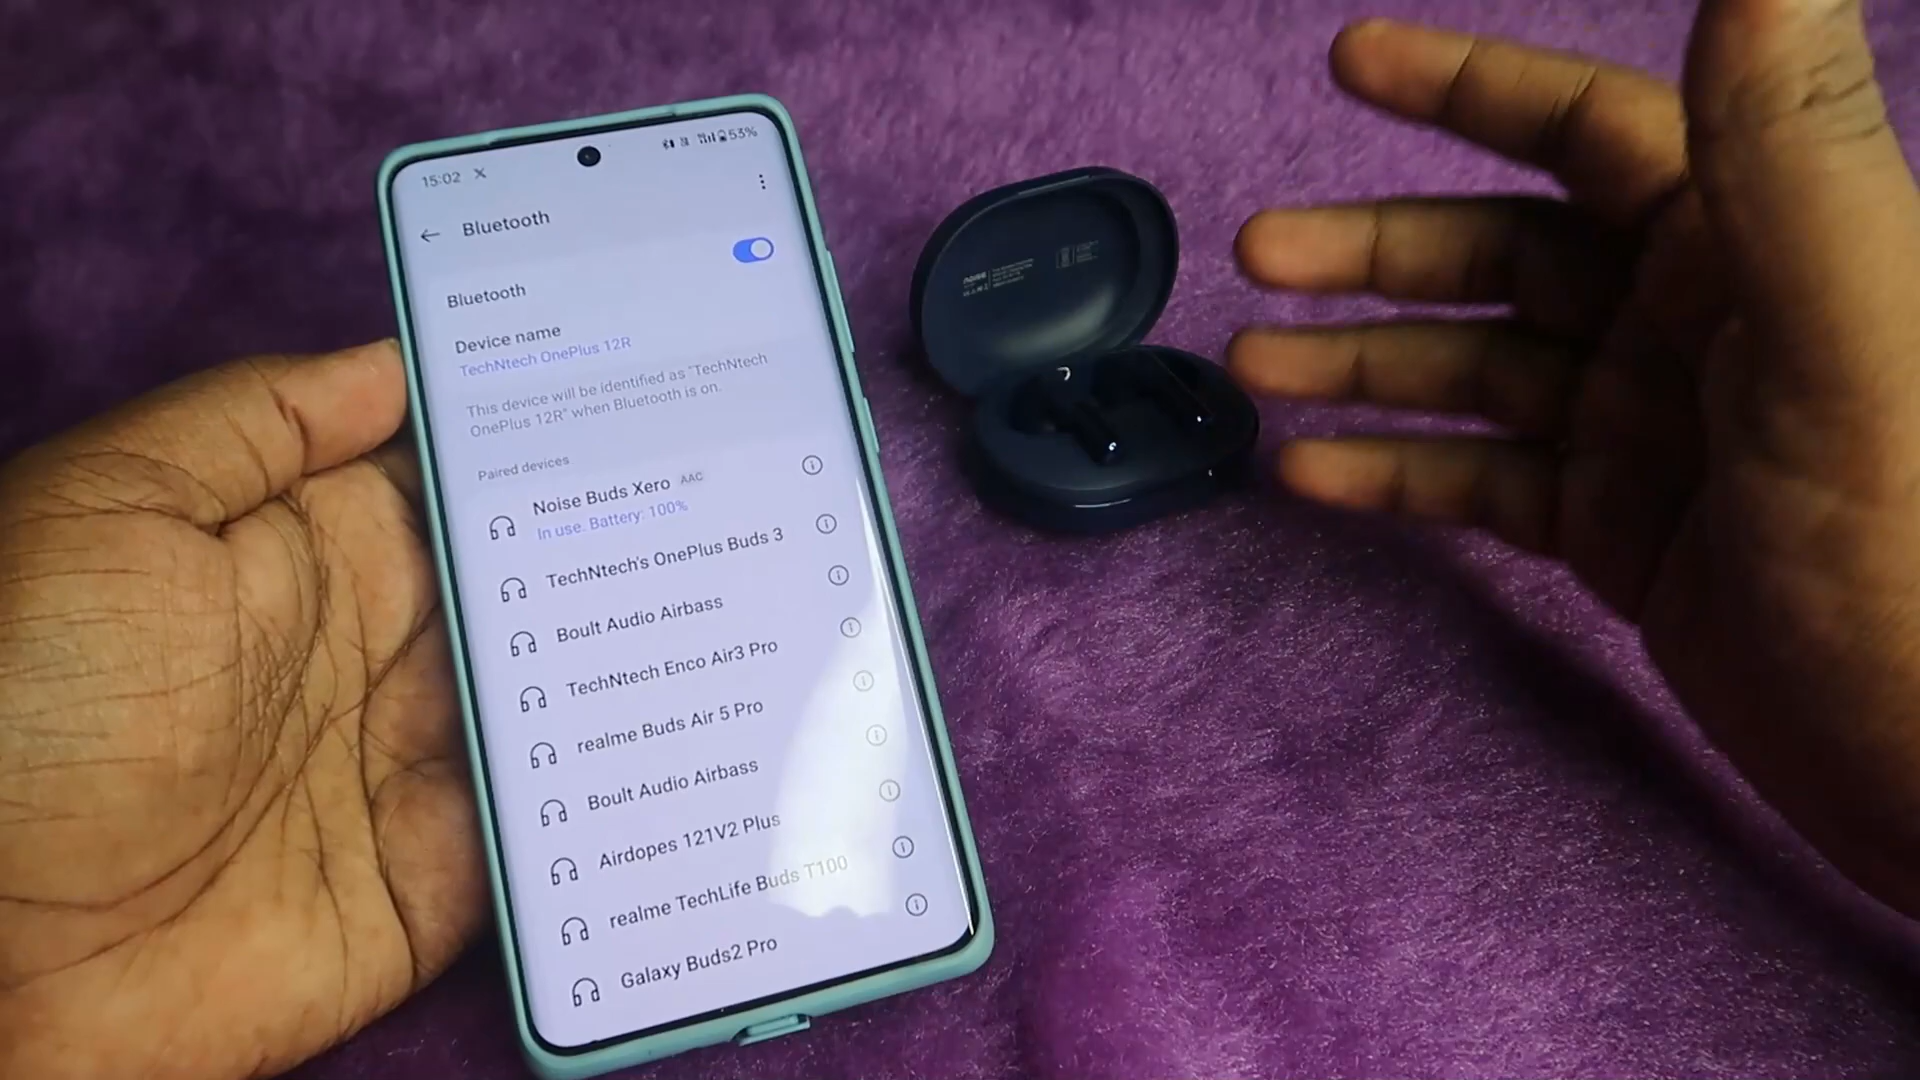 15:02
53%
Bluetooth
Bluetooth
Device name
TechNtech OnePlus 12R
This device will be identified as "TechNtech
OnePlus 12R" when Bluetooth is on.
Paired devices
Noise Buds Xero AAC
In use. Battery: 100%
TechNtech's OnePlus Buds 3
Boult Audio Airbass
TechNtech Enco Air3 Pro
realme Buds Air 5 Pro
Boult Audio Airbass
Airdopes 121V2 Plus
realme TechLife Buds T100
Galaxy Buds2 Pro
noise